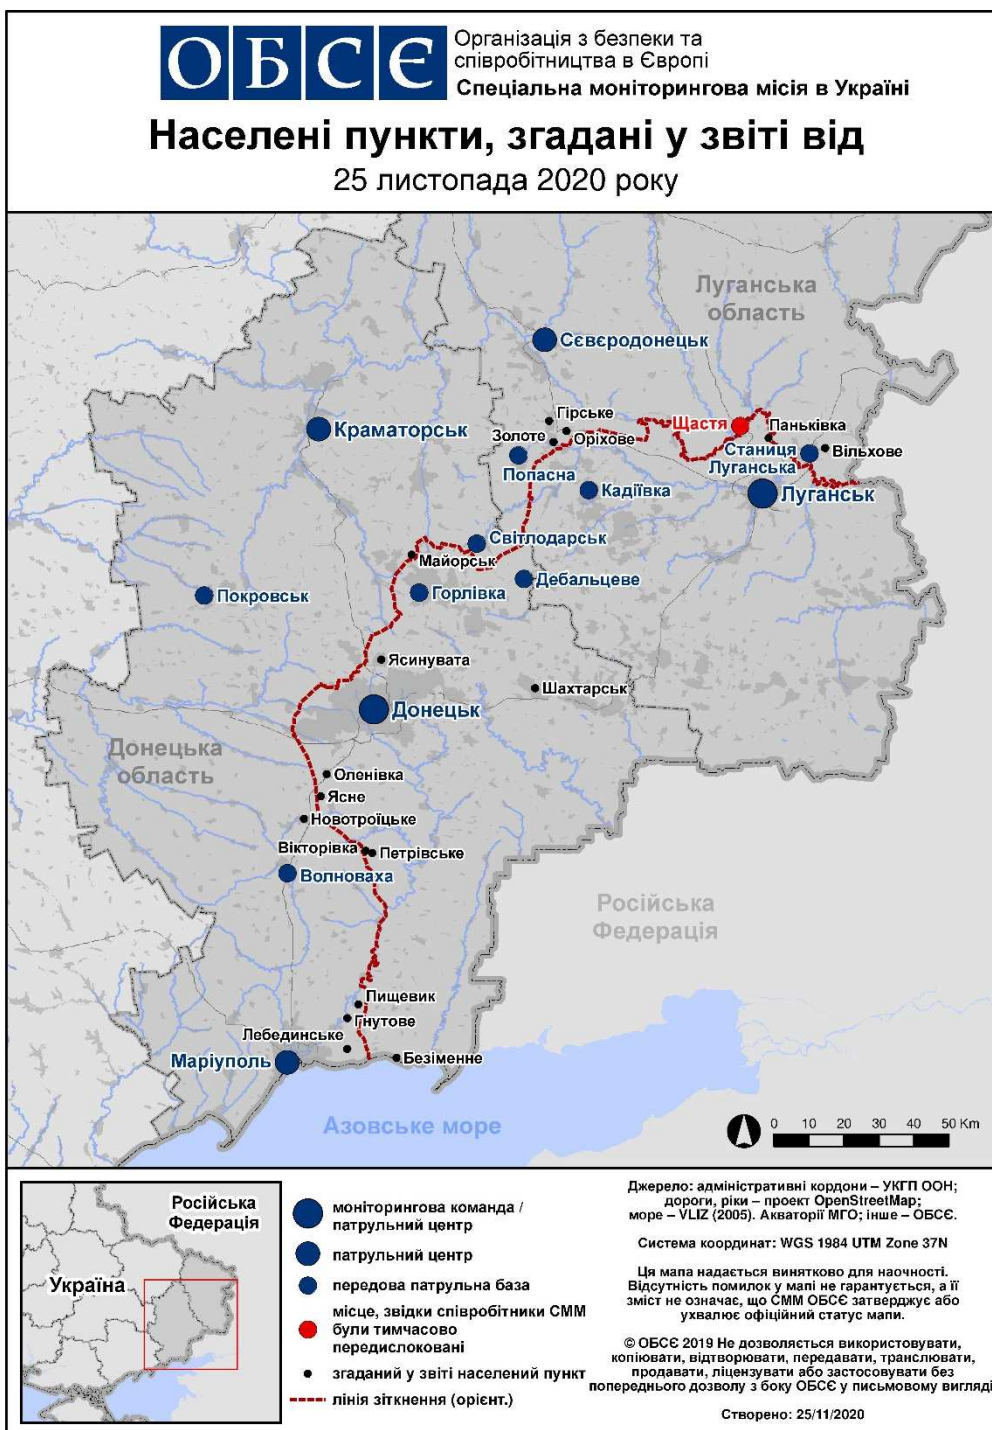 ОБСЄ
Організація з безпеки та
співробітництва в Європі
Спеціальна моніторингова місія в Україні
Населені пункти, згадані у звіті від
25 листопада 2020 року
Луганська
область
Сєвєродонецьк
Гірське
Щастя
Паньківка
Краматорськ
Золоте
Оріхове
Станиця
Луганська
Вільхове
Попасна
Кадіївка
Луганськ
Світлодарськ
Майорськ
Дебальцеве
Покровськ
Горлівка
Ясинувата
Шахтарськ
Донецьк
Донецька
область
Оленівка
Ясне
Новотроїцьке
Вікторівка
Петрівське
Волноваха
Російська
Федерація
Пищевик
Гнутове
Лебединське
Маріуполь
Безіменне
Азовське море
0 10 20 30 40 50 Km
Російська
Федерація
Україна
моніторингова команда /
патрульний центр
патрульний центр
передова патрульна база
місце, звідки співробітники СММ
були тимчасово
передислоковані
згаданий у звіті населений пункт
лінія зіткнення (орієнт.)
Джерело: адміністративні кордони – УКГП ООН;
дороги, ріки – проект OpenStreetMap;
море – VLIZ (2005). Акваторії МГО; інше – ОБСЄ.
Система координат: WGS 1984 UTM Zone 37N
Ця мапа надається винятково для наочності.
Відсутність помилок у мапі не гарантується, а її
зміст не означає, що СММ ОБСЄ затверджує або
ухвалює офіційний статус мапи.
© ОБСЄ 2019 Не дозволяється використовувати,
копіювати, відтворювати, передавати, транслювати,
продавати, ліцензувати або застосовувати без
попереднього дозволу з боку ОБСЄ у письмовому вигляді
Створено: 25/11/2020